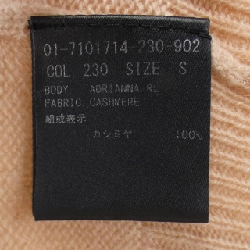 01-7101714-230-902
COL 230 SIZE S
BODY ADRIANNA RL
FABRIC CASHMERE
組成表示
カシミヤ 100%